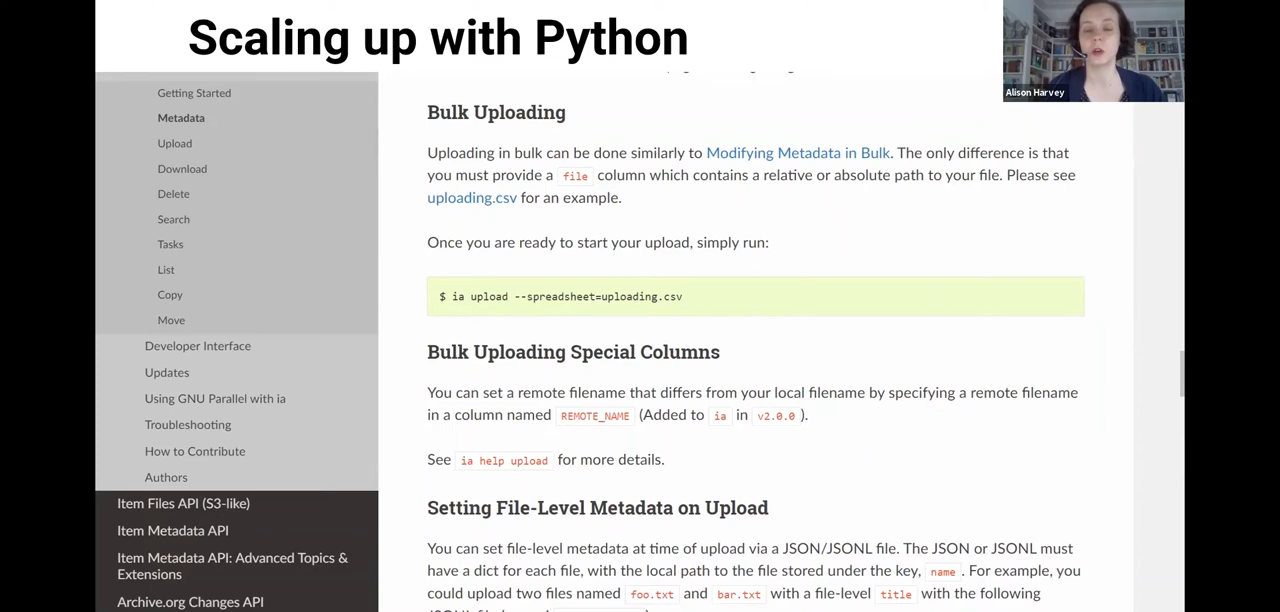 Scaling up with Python
Alison Harvey
Getting Started
Metadata
Upload
Download
Delete
Search
Tasks
List
Copy
Move
Developer Interface
Updates
Using GNU Parallel with ia
Troubleshooting
How to Contribute
Authors
Item Files API (S3-like)
Item Metadata API
Item Metadata API: Advanced Topics &
Extensions
Archive.org Changes API
Bulk Uploading
Uploading in bulk can be done similarly to Modifying Metadata in Bulk. The only difference is that
you must provide a file column which contains a relative or absolute path to your file. Please see
uploading.csv for an example.
Once you are ready to start your upload, simply run:
$ ia upload --spreadsheet=uploading.csv
Bulk Uploading Special Columns
You can set a remote filename that differs from your local filename by specifying a remote filename
in a column named REMOTE_NAME (Added to ia in v2.0.0 ).
See ia help upload for more details.
Setting File-Level Metadata on Upload
You can set file-level metadata at time of upload via a JSON/JSONL file. The JSON or JSONL must
have a dict for each file, with the local path to the file stored under the key, name . For example, you
could upload two files named foo.txt and bar.txt with a file-level title with the following